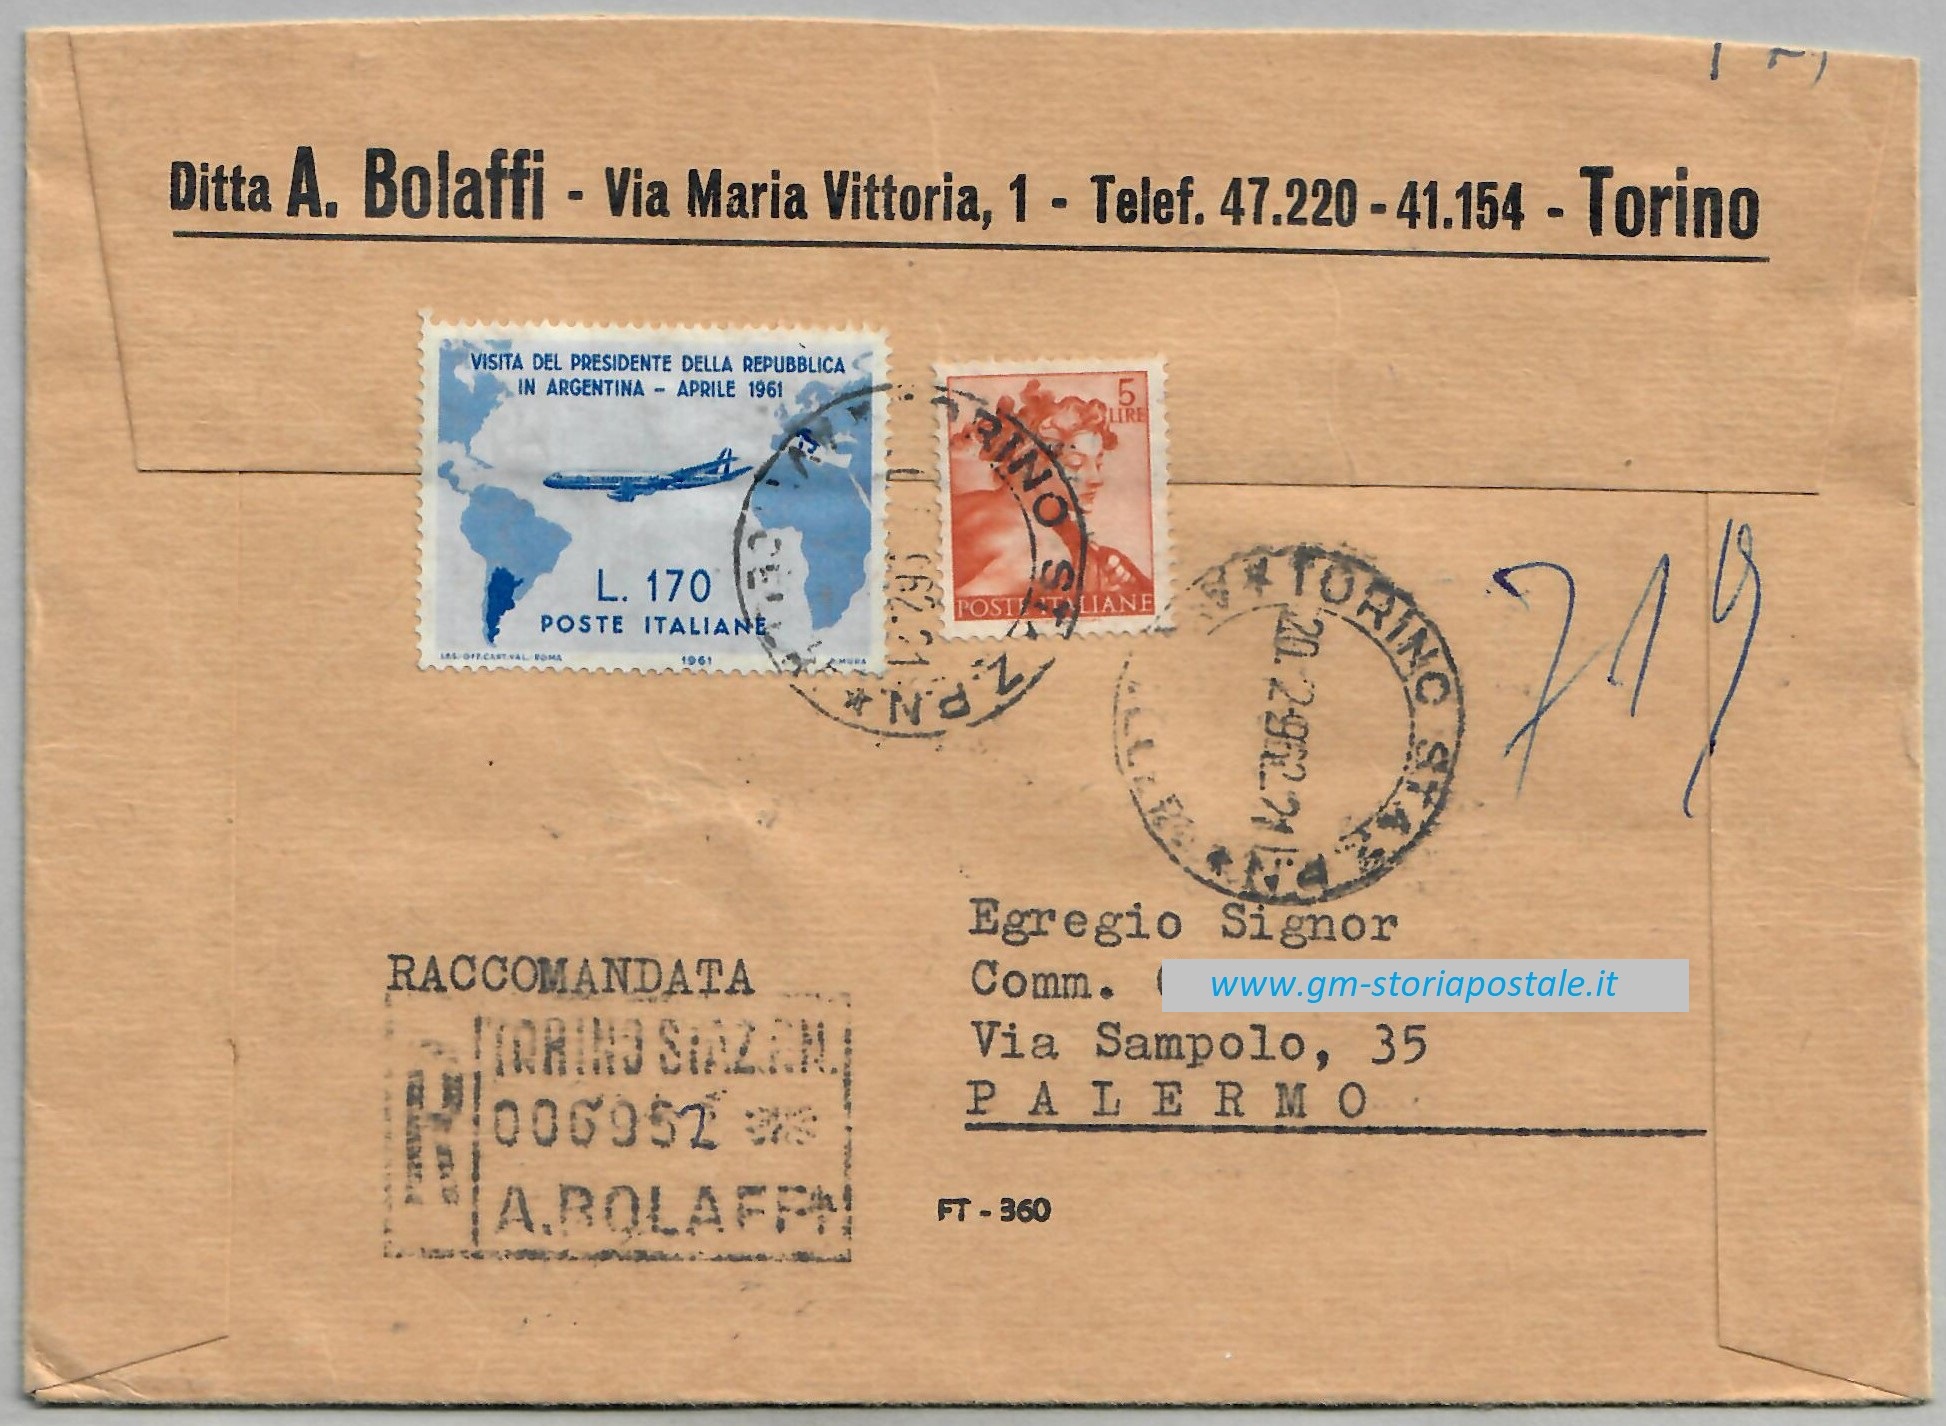 Ditta A. Bolaffi - Via Maria Vittoria, 1 - Telef. 47.220 - 41.154 - Torino
VISITA DEL PRESIDENTE DELLA REPUBBLICA
IN ARGENTINA - APRILE 1961
L. 170
POSTE ITALIANE
1961
5
LIRE
POSTE ITALIANE
TORINO
Z.P.N
TORINO
P.N
719
Egregio Signor
Comm.
www.gm-storiapostale.it
Via Sampolo, 35
PALERMO
RACCOMANDATA
R
TORINO STAZ.P.N.
A.BOLAFFI
FT - 360